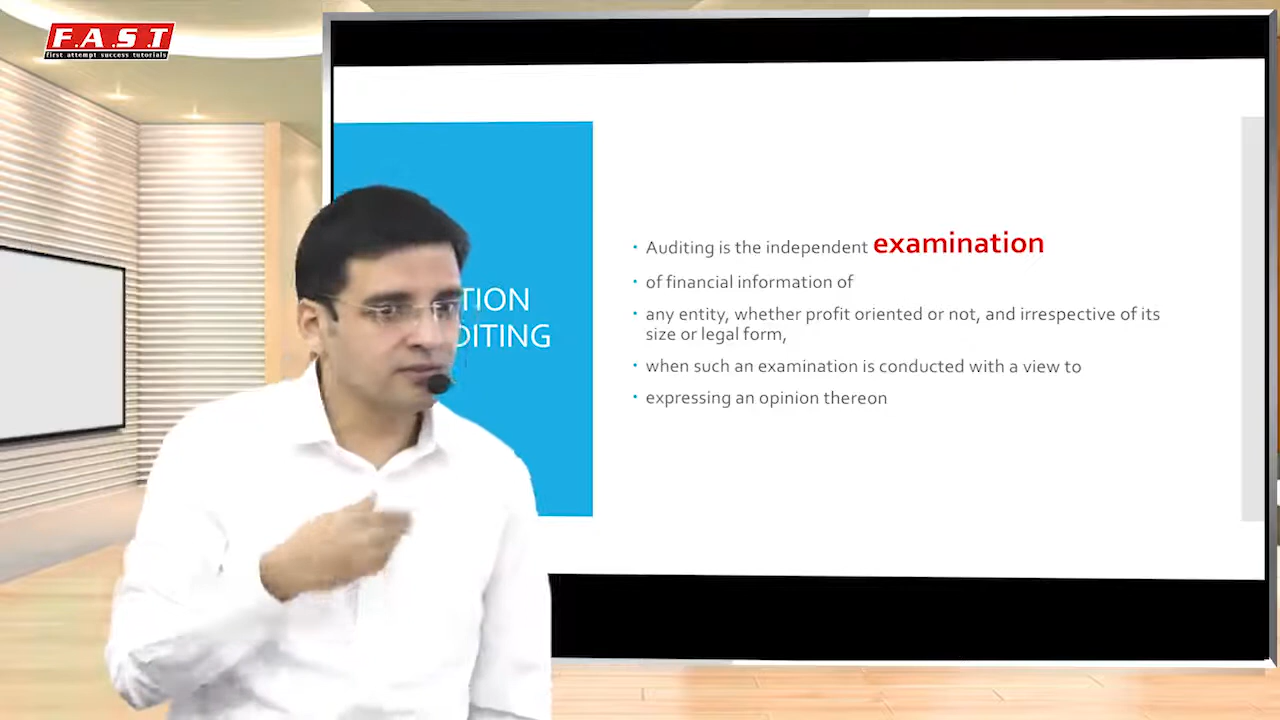 F.A.S.T
first attempt success tutorials
TION
DITING
• Auditing is the independent examination
• of financial information of
• any entity, whether profit oriented or not, and irrespective of its
size or legal form,
• when such an examination is conducted with a view to
• expressing an opinion thereon